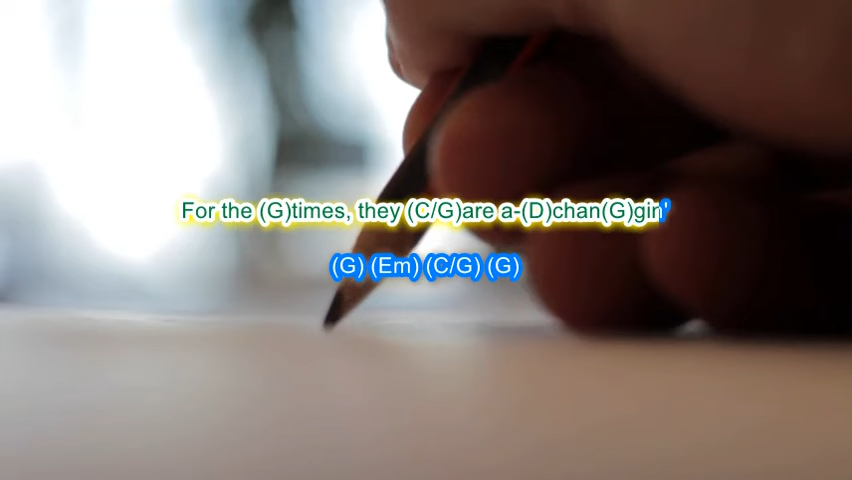 For the (G)times, they (C/G)are a-(D)chan(G)gin'
(G) (Em) (C/G) (G)